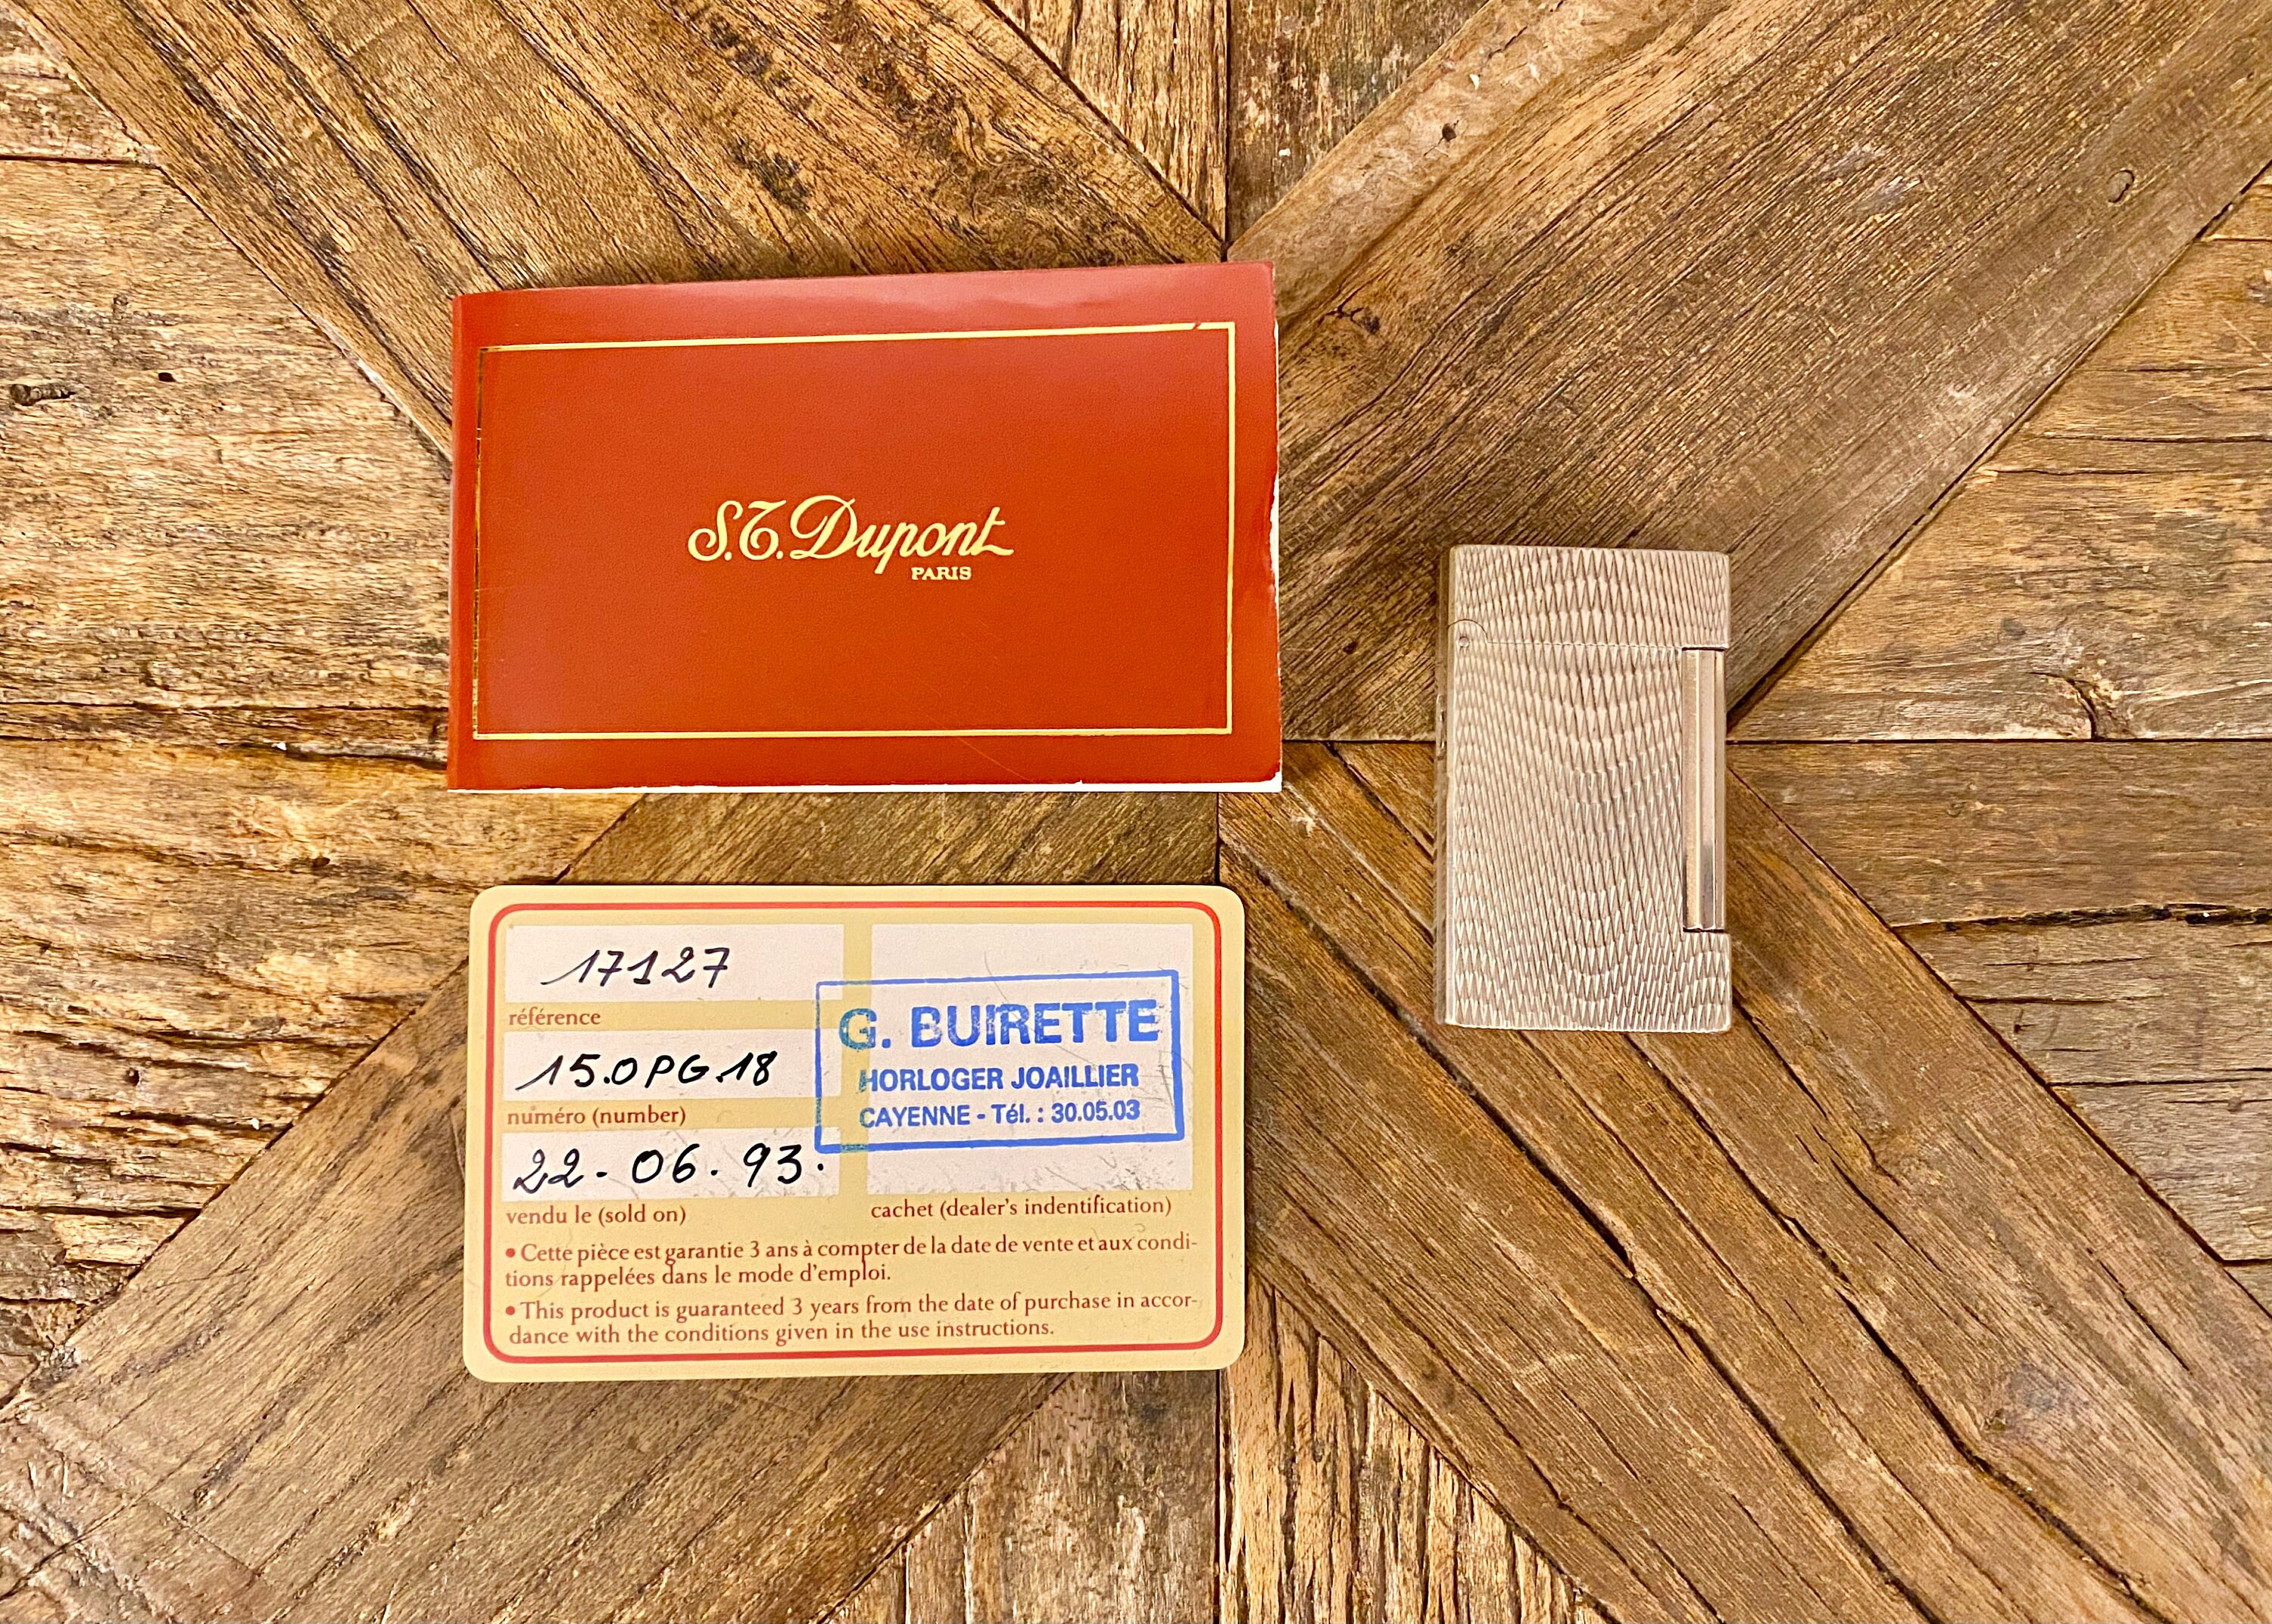 S.T. Dupont
PARIS
17127
référence
15.0PG.18
numéro (number)
22-06.93.
vendu le (sold on)
G. BUIRETTE
HORLOGER JOAILLIER
CAYENNE - Tél. : 30.05.03
cachet (dealer's indentification)
• Cette pièce est garantie 3 ans à compter de la date de vente et aux condi-
tions rappelées dans le mode d'emploi.
• This product is guaranteed 3 years from the date of purchase in accor-
dance with the conditions given in the use instructions.